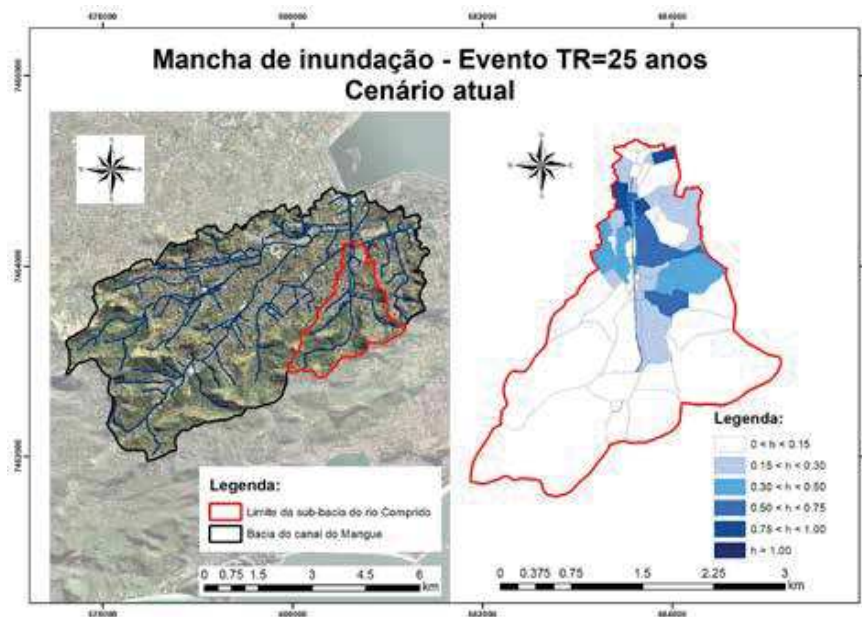 Mancha de inundação - Evento TR=25 anos
Cenário atual
Legenda:
Limite da sub-bacia do rio Comprido
Bacia do canal do Mangue
0 0.75 1.5 3 4.5 6
km
Legenda:
0 < h < 0.15
0.15 < h < 0.30
0.30 < h < 0.50
0.50 < h < 0.75
0.75 < h < 1.00
h > 1.00
0 0.375 0.75 1.5 2.25 3
km